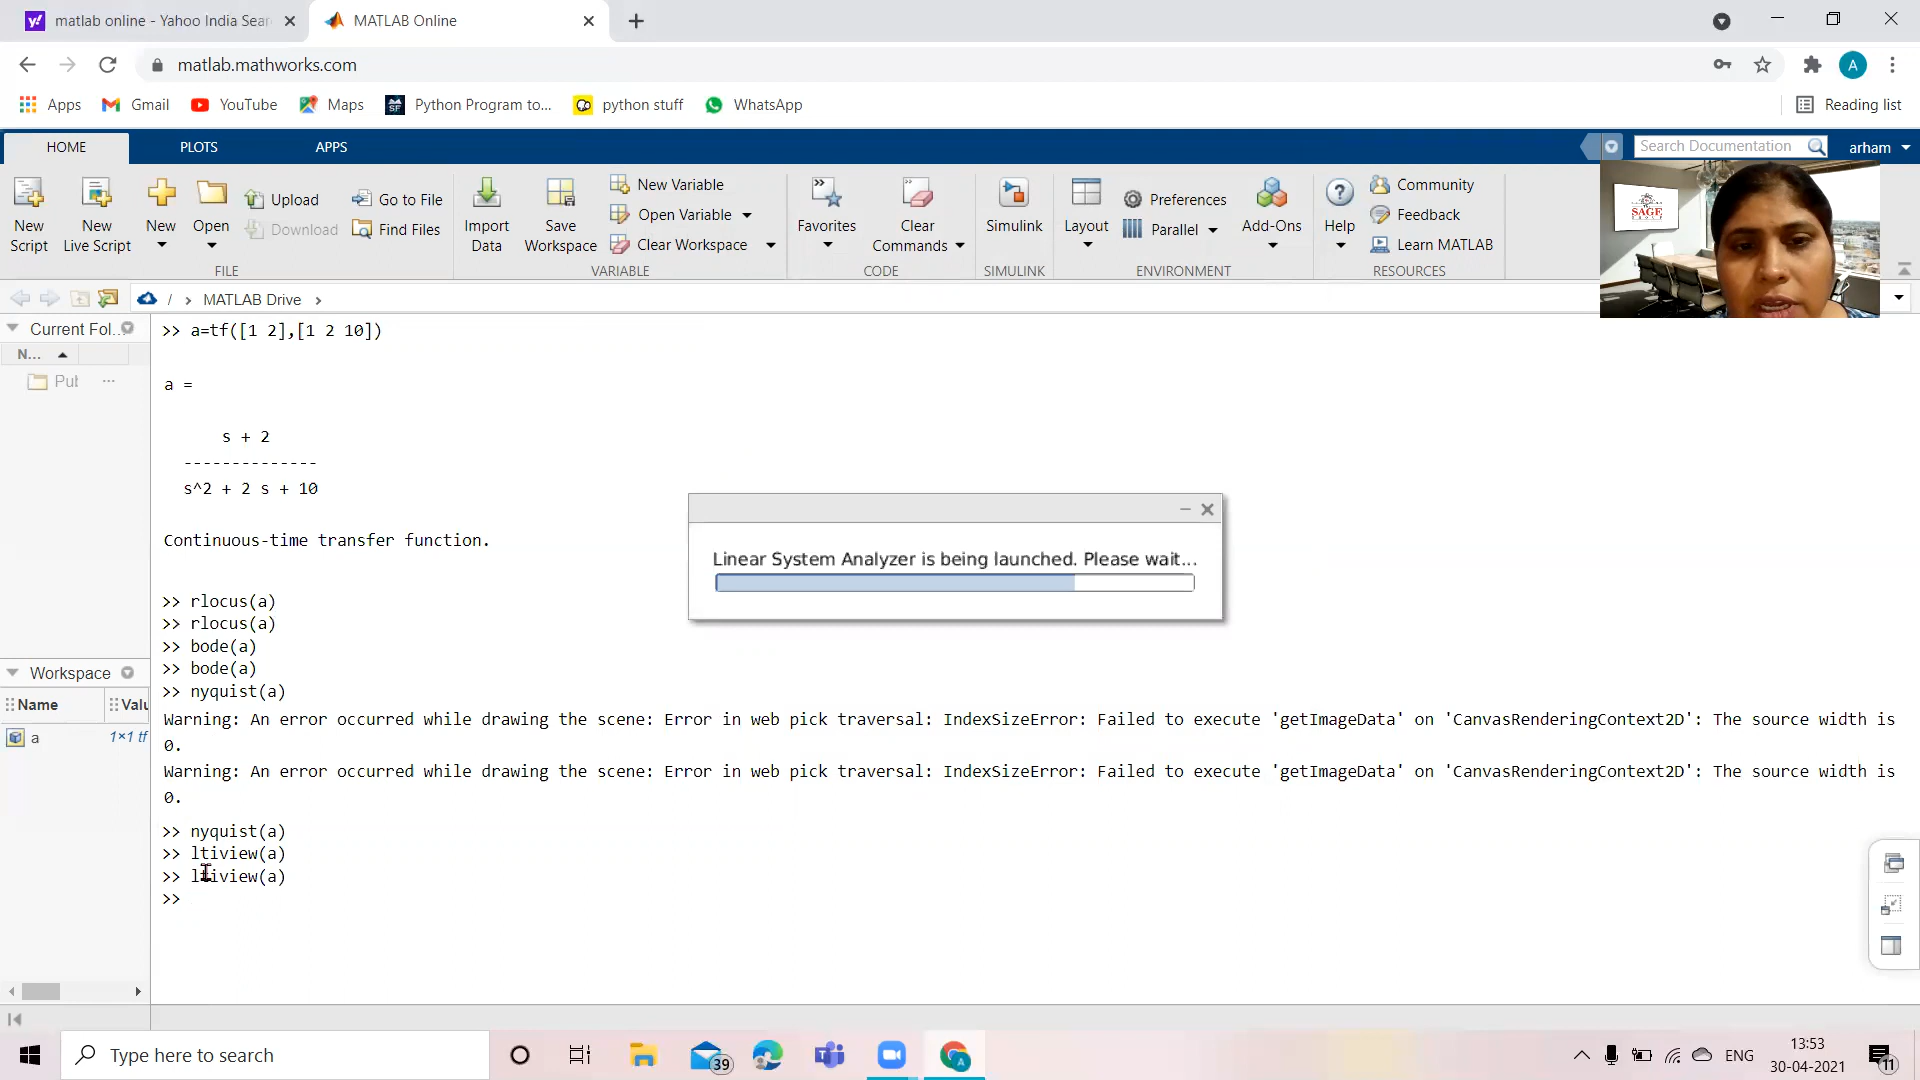 matlab online - Yahoo India Sear
MATLAB Online
matlab.mathworks.com
A
Apps
Gmail
YouTube
Maps
Python Program to...
python stuff
WhatsApp
Reading list
HOME
PLOTS
APPS
Search Documentation
arham
New Script
New Live Script
New
Open
Upload
Download
Go to File
Find Files
Import Data
Save Workspace
New Variable
Open Variable
Clear Workspace
Favorites
Clear Commands
Simulink
Layout
Preferences
Parallel
Add-Ons
Help
Community
Feedback
Learn MATLAB
FILE
VARIABLE
CODE
SIMULINK
ENVIRONMENT
RESOURCES
SAGE
/ › MATLAB Drive ›
Current Fol...
N...
Put
Workspace
Name
Valu
a
1×1 tf
>> a=tf([1 2],[1 2 10])
a =
s + 2
--------------
s^2 + 2 s + 10
Continuous-time transfer function.
>> rlocus(a)
>> rlocus(a)
>> bode(a)
>> bode(a)
>> nyquist(a)
Warning: An error occurred while drawing the scene: Error in web pick traversal: IndexSizeError: Failed to execute 'getImageData' on 'CanvasRenderingContext2D': The source width is
0.
Warning: An error occurred while drawing the scene: Error in web pick traversal: IndexSizeError: Failed to execute 'getImageData' on 'CanvasRenderingContext2D': The source width is
0.
>> nyquist(a)
>> ltiview(a)
>> ltiview(a)
>>
Linear System Analyzer is being launched. Please wait...
Type here to search
39
ENG
13:53
30-04-2021
11